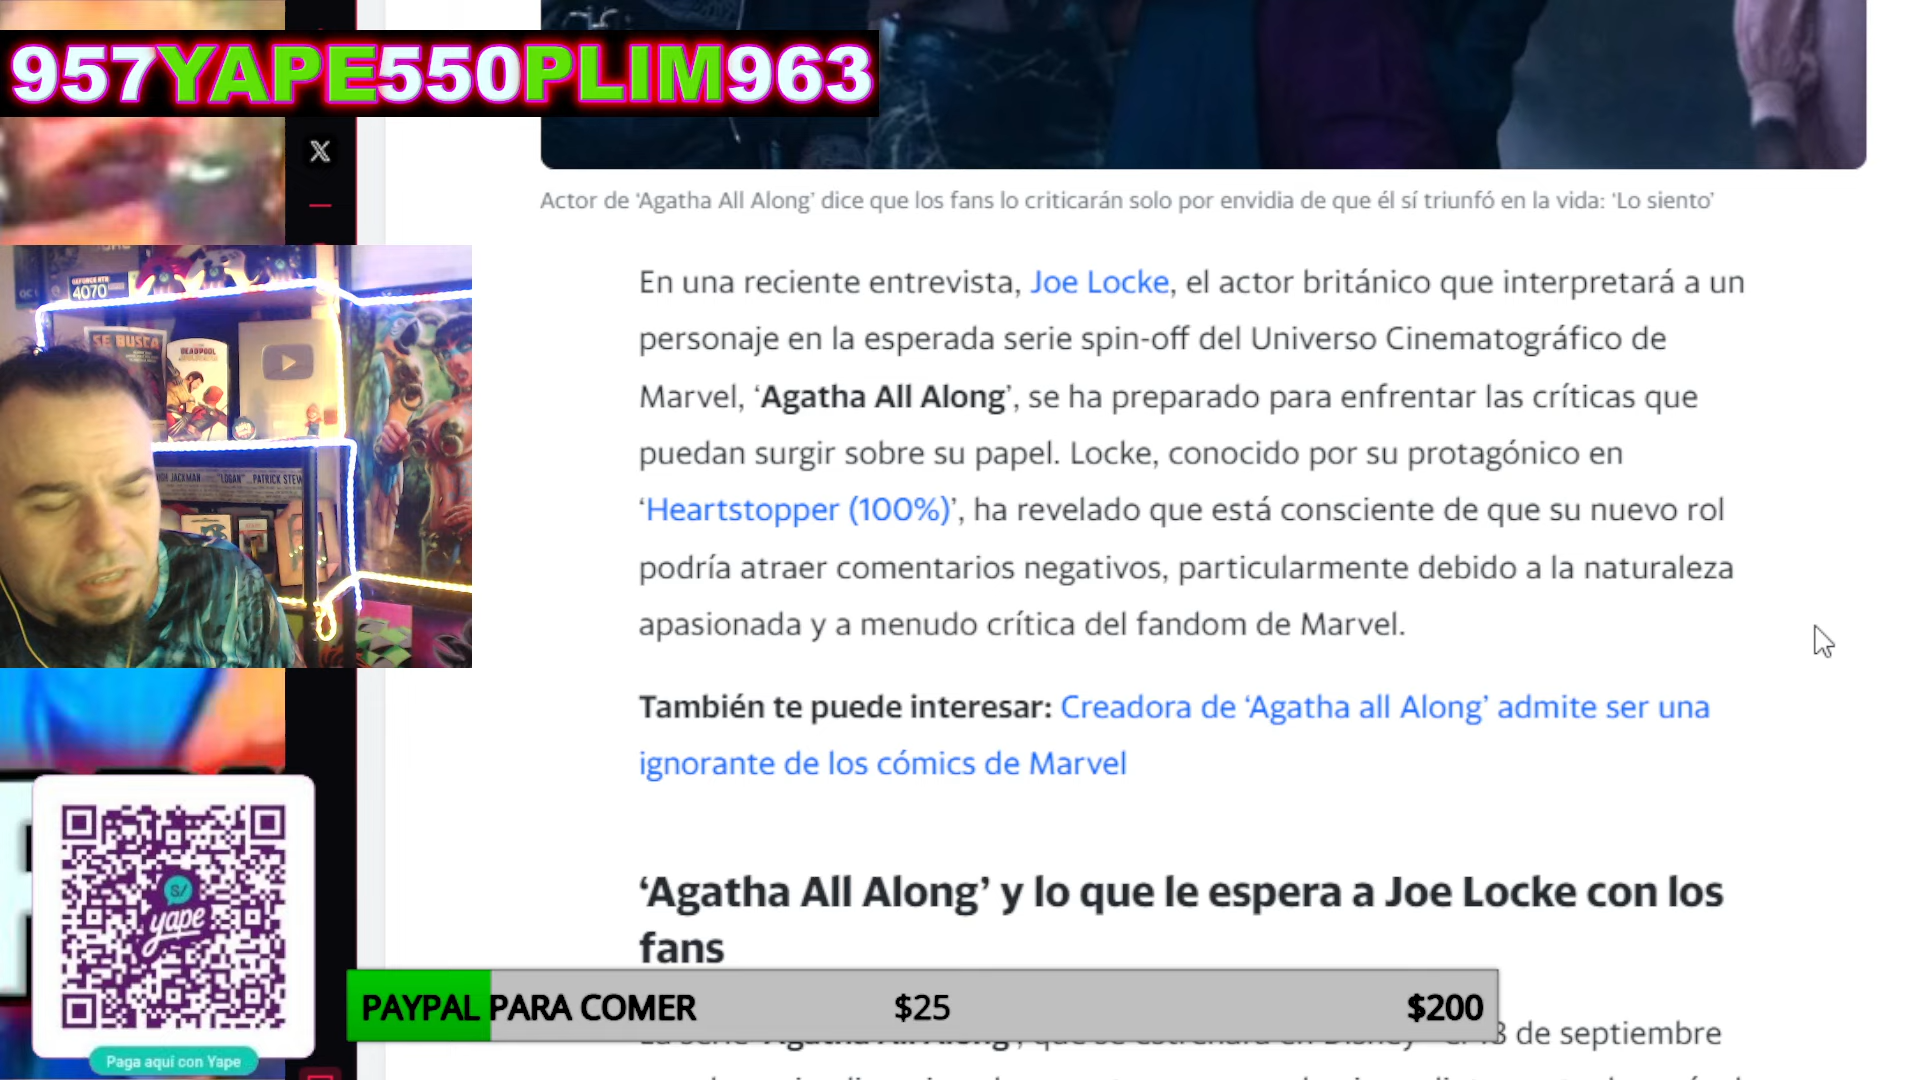 957YAPE550PLIM963
X
Actor de ‘Agatha All Along’ dice que los fans lo criticarán solo por envidia de que él sí triunfó en la vida: ‘Lo siento’
En una reciente entrevista, Joe Locke, el actor británico que interpretará a un
personaje en la esperada serie spin-off del Universo Cinematográfico de
Marvel, ‘Agatha All Along’, se ha preparado para enfrentar las críticas que
puedan surgir sobre su papel. Locke, conocido por su protagónico en
‘Heartstopper (100%)’, ha revelado que está consciente de que su nuevo rol
podría atraer comentarios negativos, particularmente debido a la naturaleza
apasionada y a menudo crítica del fandom de Marvel.
También te puede interesar: Creadora de ‘Agatha all Along’ admite ser una
ignorante de los cómics de Marvel
‘Agatha All Along’ y lo que le espera a Joe Locke con los
fans
GEFORCE RTX
4070
SE BUSCA
DEADPOOL
JACKMAN "LOGAN" PATRICK STEW
S/
yape
Paga aquí con Yape
PAYPAL PARA COMER $25 $200
de septiembre